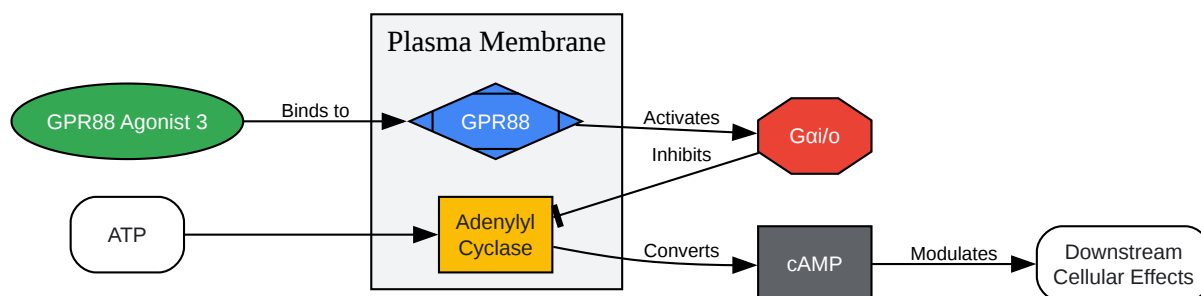 Plasma Membrane
GPR88 Agonist 3
Binds to
GPR88
Activates
Gαi/o
Inhibits
ATP
Adenylyl
Cyclase
Converts
cAMP
Modulates
Downstream
Cellular Effects